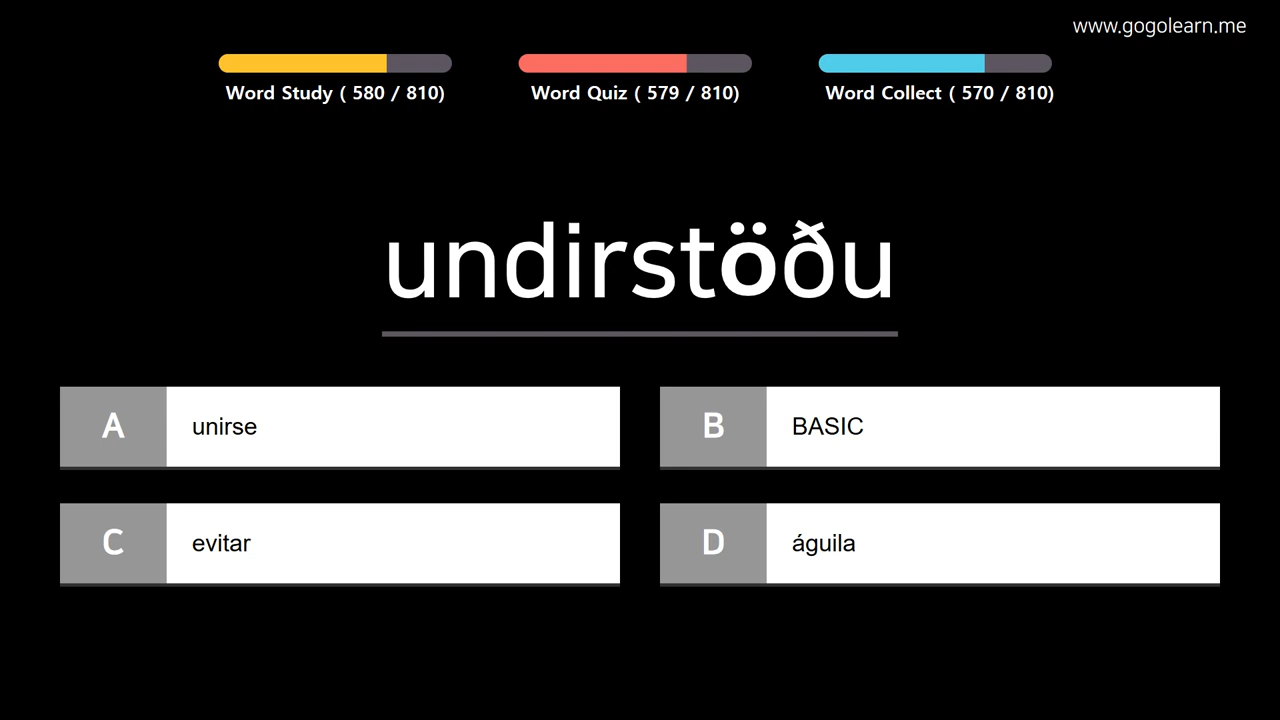 www.gogolearn.me
Word Study ( 580 / 810)
Word Quiz ( 579 / 810)
Word Collect ( 570 / 810)
undirstöðu
A unirse
B BASIC
C evitar
D águila